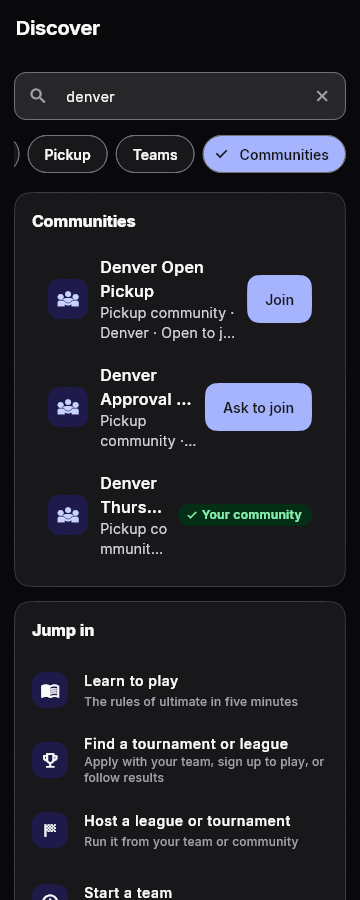 Discover
denver
Pickup
Teams
Communities
Communities
Denver Open
Pickup
Pickup community ·
Denver · Open to j...
Join
Denver
Approval ...
Pickup
community ·...
Ask to join
Denver
Thurs...
Pickup co
mmunit...
Your community
Jump in
Learn to play
The rules of ultimate in five minutes
Find a tournament or league
Apply with your team, sign up to play, or
follow results
Host a league or tournament
Run it from your team or community
Start a team